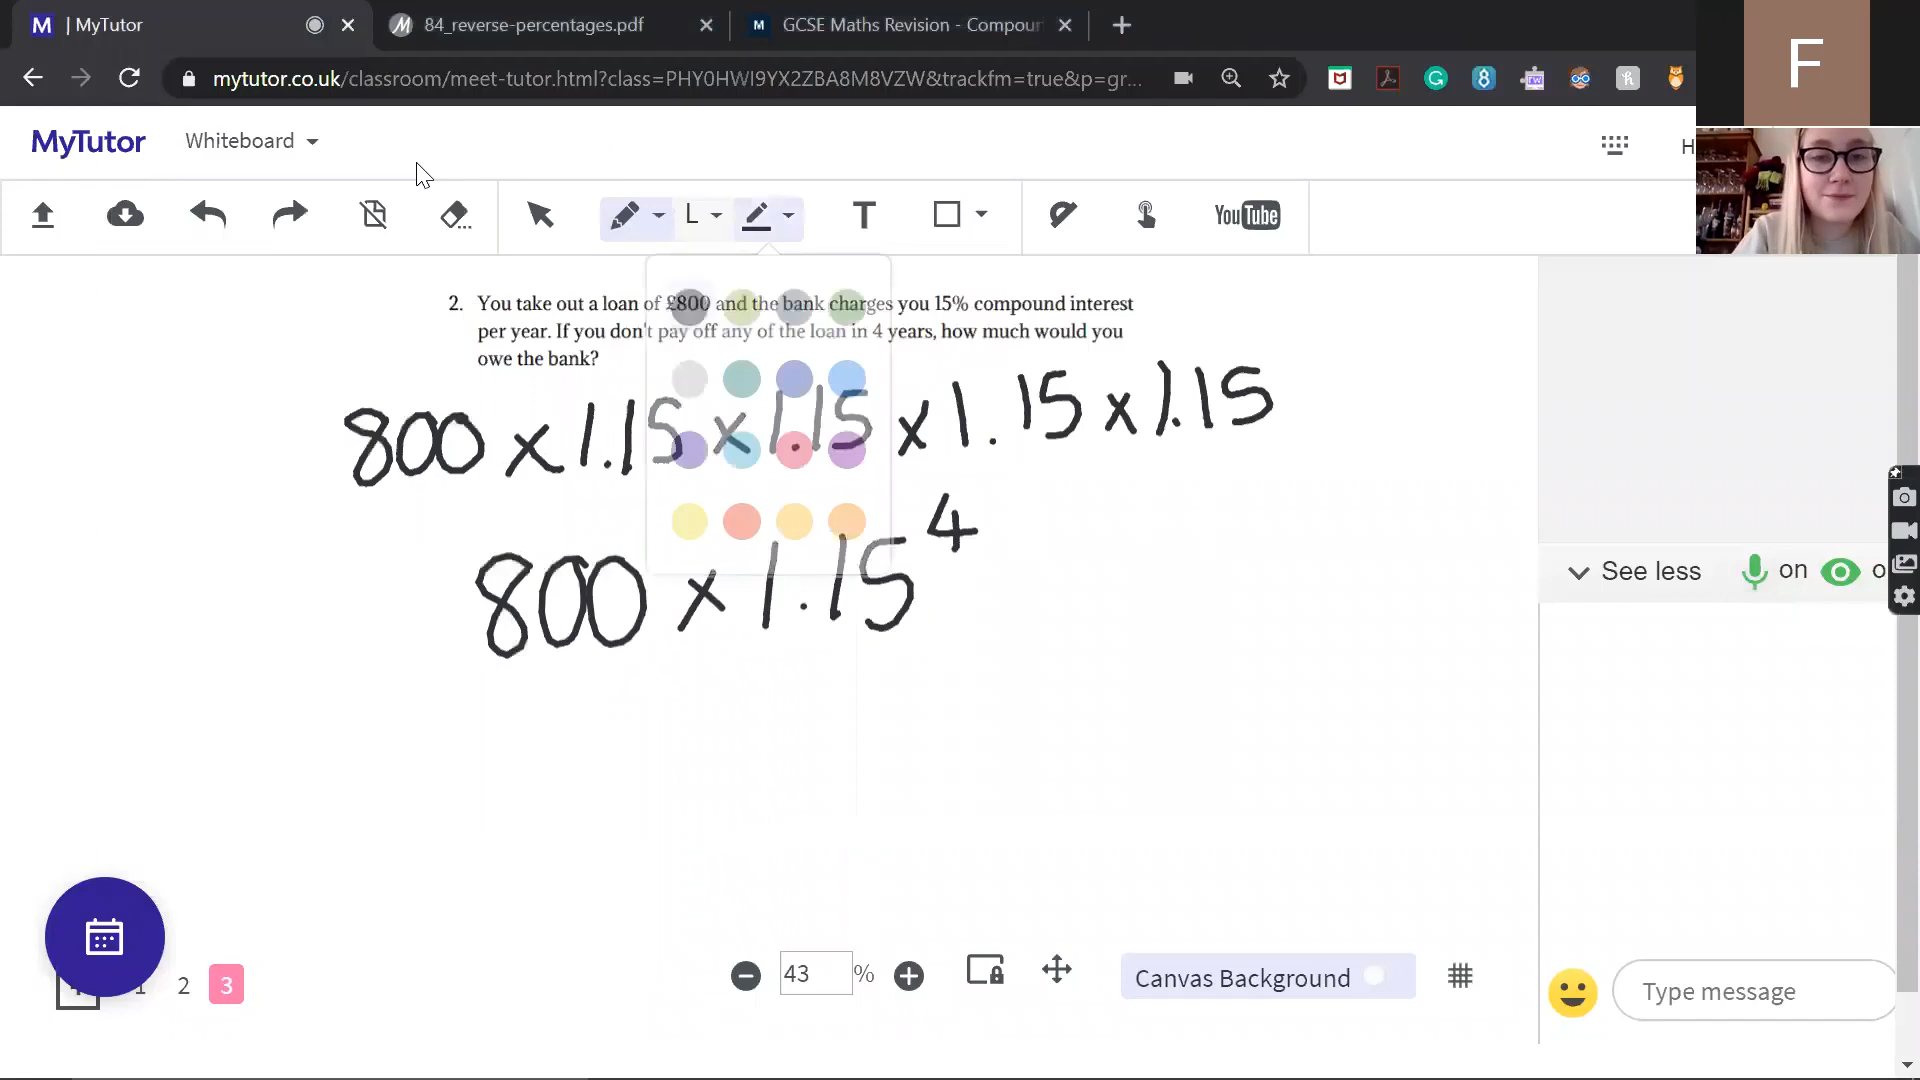 M | MyTutor
84_reverse-percentages.pdf
M GCSE Maths Revision - Compour
mytutor.co.uk/classroom/meet-tutor.html?class=PHY0HWI9YX2ZBA8M8VZW&trackfm=true&p=gr...
F
MyTutor
Whiteboard
H
L
T
YouTube
2. You take out a loan of £800 and the bank charges you 15% compound interest
per year. If you don't pay off any of the loan in 4 years, how much would you
owe the bank?
800 × 1.15 × 1.15 × 1.15 × 1.15
800 × 1.15⁴
See less on o
1 2 3
43 %
Canvas Background
Type message